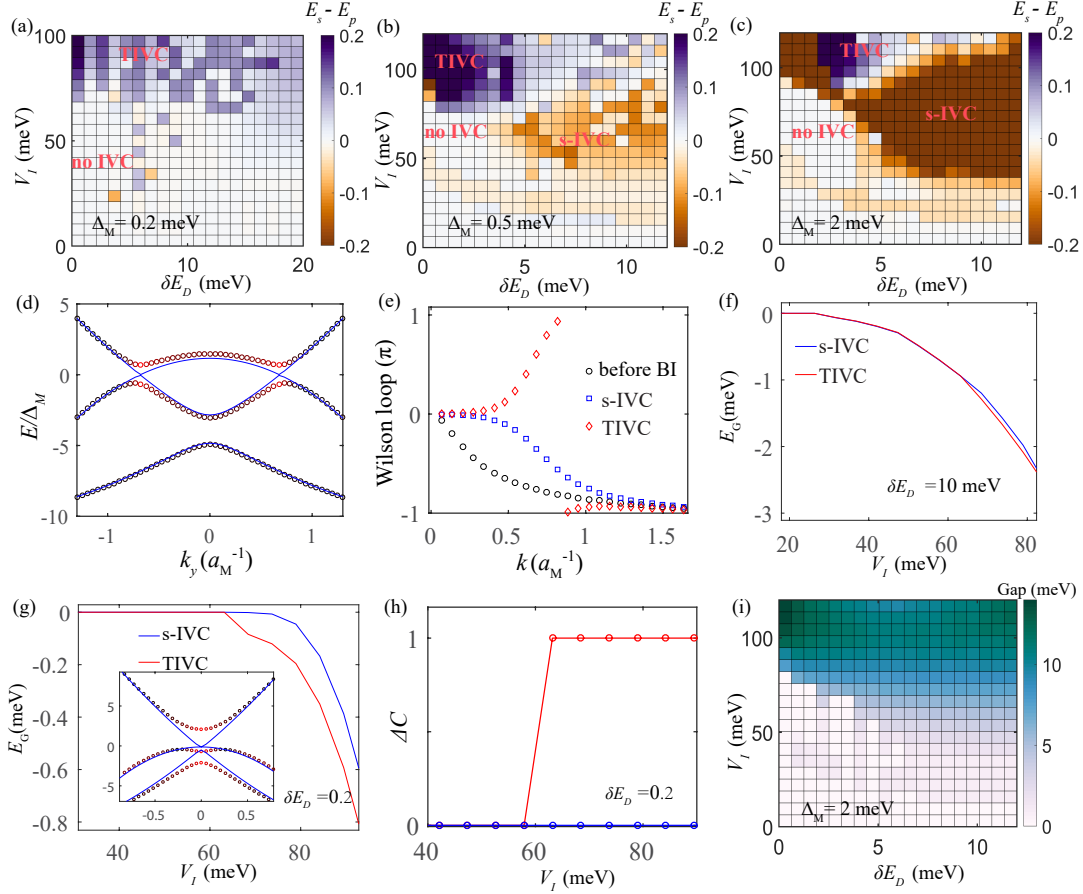 (a)
E_s - E_p
TIVC
no IVC
Δ_M = 0.2 meV
V_I (meV)
100
50
0
0 10 20
δE_D (meV)
0.2
0.1
0
-0.1
-0.2
(b)
E_s - E_p
TIVC
no IVC
s-IVC
Δ_M = 0.5 meV
V_I (meV)
100
50
0
0 5 10
δE_D (meV)
0.2
0.1
0
-0.1
-0.2
(c)
E_s - E_p
TIVC
no IVC
s-IVC
Δ_M = 2 meV
V_I (meV)
100
50
0
0 5 10
δE_D (meV)
0.2
0.1
0
-0.1
-0.2
(d)
E/Δ_M
5
0
-5
-10
-1 0 1
k_y (a_M^-1)
(e)
Wilson loop (π)
1
0
-1
before BI
s-IVC
TIVC
0 0.5 1 1.5
k (a_M^-1)
(f)
E_G(meV)
0
-1
-2
-3
s-IVC
TIVC
δE_D =10 meV
20 40 60 80
V_I (meV)
(g)
E_G(meV)
0
-0.2
-0.4
-0.6
-0.8
s-IVC
TIVC
5
0
-5
-0.5 0 0.5
δE_D =0.2
40 60 80
V_I (meV)
(h)
ΔC
1
0
δE_D =0.2
40 60 80
V_I (meV)
(i)
Gap (meV)
V_I (meV)
100
50
0
Δ_M = 2 meV
0 5 10
δE_D (meV)
10
5
0